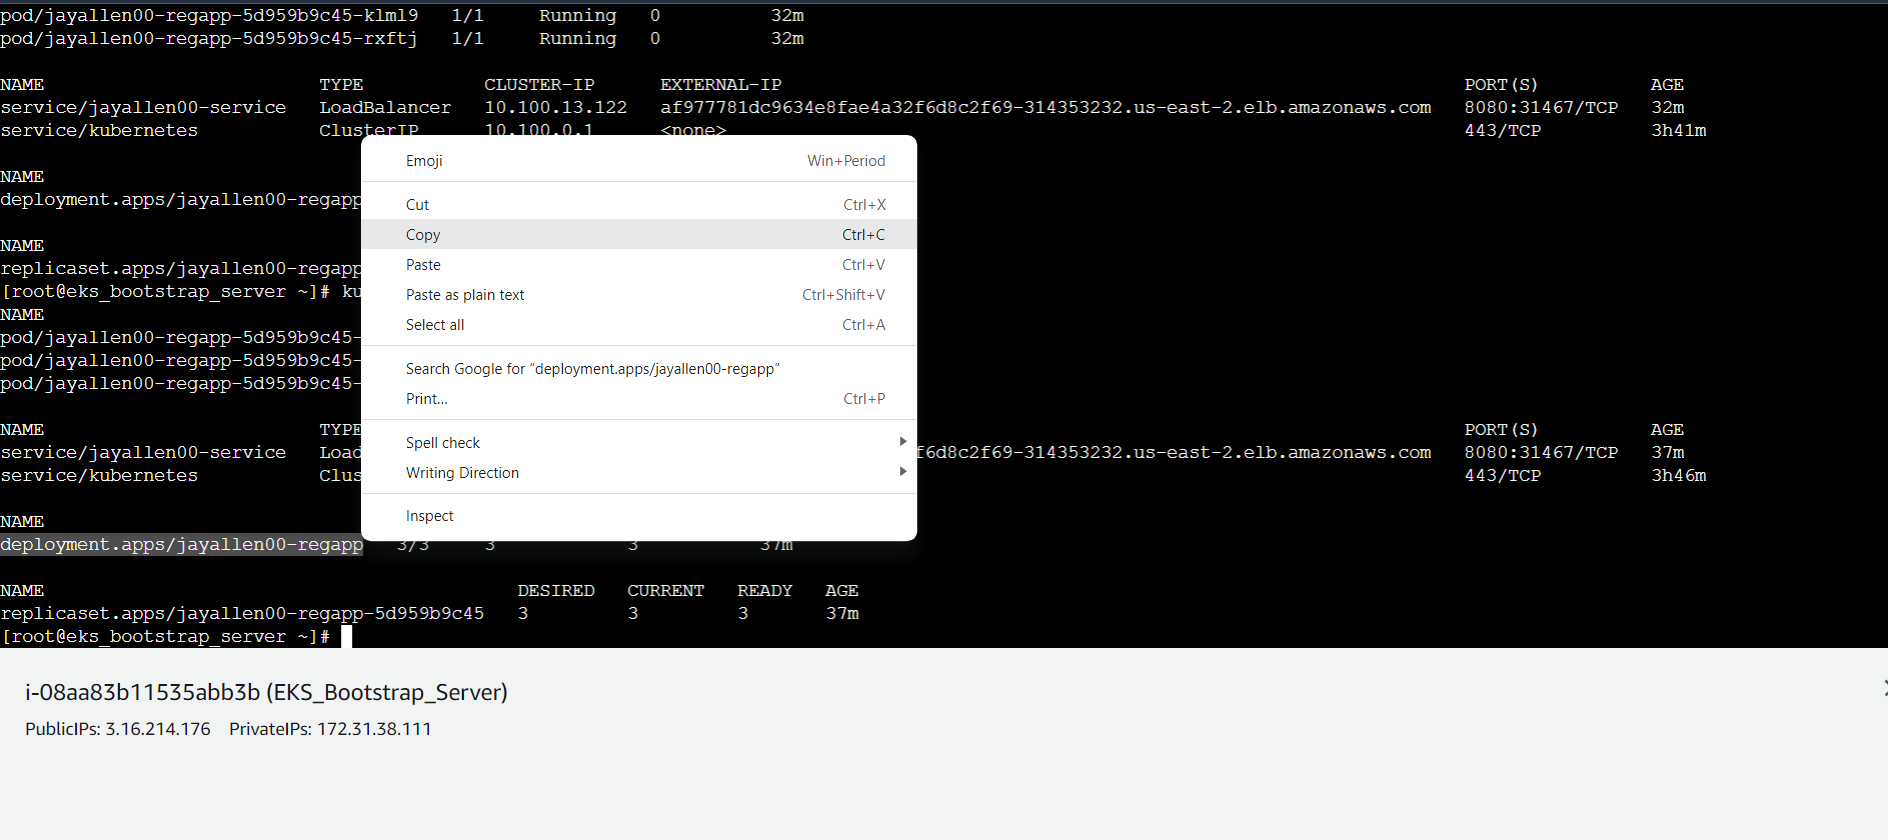 pod/jayallen00-regapp-5d959b9c45-klml9   1/1     Running   0          32m
pod/jayallen00-regapp-5d959b9c45-rxftj   1/1     Running   0          32m
NAME                         TYPE           CLUSTER-IP      EXTERNAL-IP                                                              PORT(S)          AGE
service/jayallen00-service   LoadBalancer   10.100.13.122   af977781dc9634e8fae4a32f6d8c2f69-314353232.us-east-2.elb.amazonaws.com   8080:31467/TCP   32m
service/kubernetes           ClusterIP      10.100.0.1      <none>                                                                   443/TCP          3h41m
NAME
deployment.apps/jayallen00-regapp
NAME
replicaset.apps/jayallen00-regapp
[root@eks_bootstrap_server ~]# ku
NAME
pod/jayallen00-regapp-5d959b9c45-
pod/jayallen00-regapp-5d959b9c45-
pod/jayallen00-regapp-5d959b9c45-
NAME                         TYPE                                                                                                    PORT(S)          AGE
service/jayallen00-service   Load f6d8c2f69-314353232.us-east-2.elb.amazonaws.com   8080:31467/TCP   37m
service/kubernetes           Clus                                                                                                    443/TCP          3h46m
NAME
deployment.apps/jayallen00-regapp   3/3     3            3           37m
NAME                                           DESIRED   CURRENT   READY   AGE
replicaset.apps/jayallen00-regapp-5d959b9c45   3         3         3       37m
[root@eks_bootstrap_server ~]#
Emoji Win+Period
Cut Ctrl+X
Copy Ctrl+C
Paste Ctrl+V
Paste as plain text Ctrl+Shift+V
Select all Ctrl+A
Search Google for “deployment.apps/jayallen00-regapp”
Print... Ctrl+P
Spell check
Writing Direction
Inspect
i-08aa83b11535abb3b (EKS_Bootstrap_Server)
PublicIPs: 3.16.214.176 PrivateIPs: 172.31.38.111